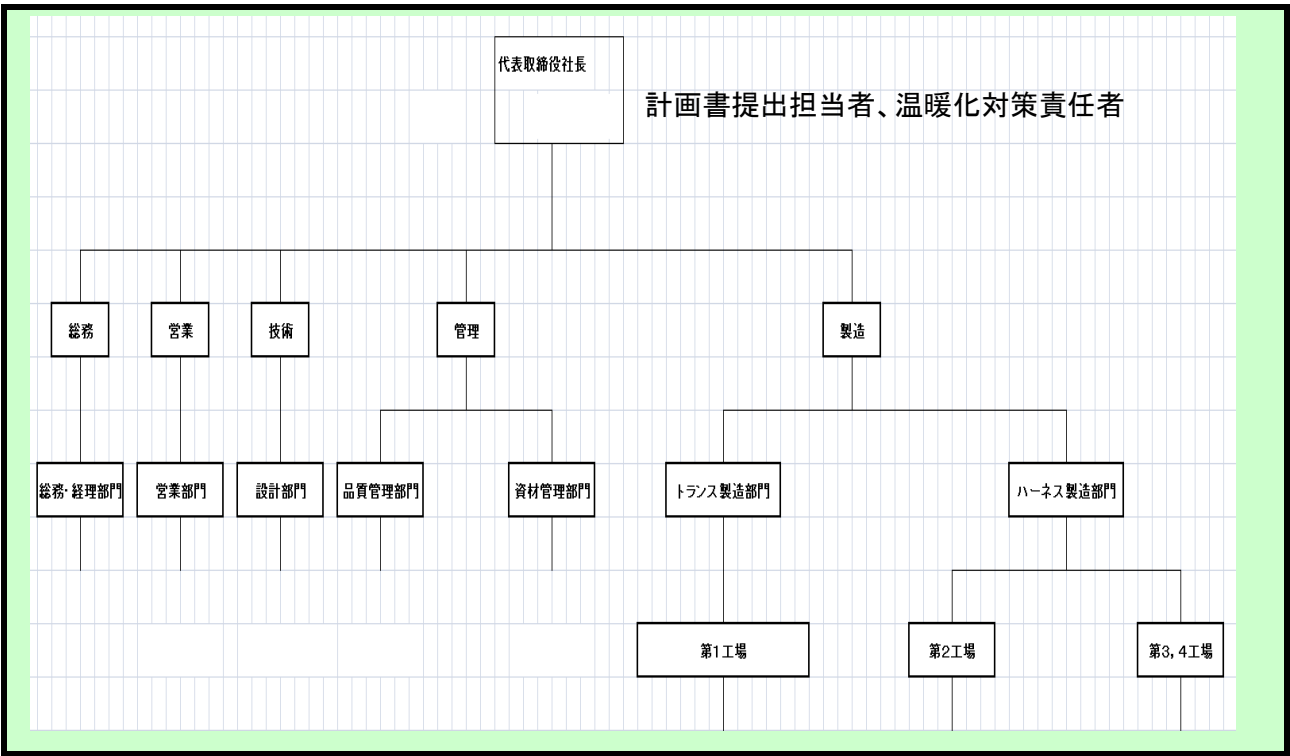 代表取締役社長
計画書提出担当者、温暖化対策責任者
総務
営業
技術
管理
製造
総務・経理部門
営業部門
設計部門
品質管理部門
資材管理部門
トランス製造部門
ハーネス製造部門
第1工場
第2工場
第3,4工場